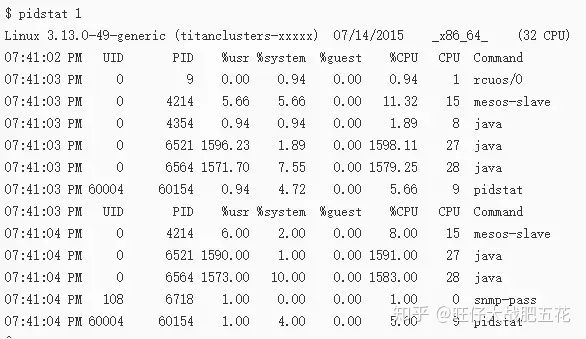 $ pidstat 1
Linux 3.13.0-49-generic (titanclusters-xxxxx)  07/14/2015    _x86_64_    (32 CPU)
07:41:02 PM   UID       PID    %usr %system  %guest    %CPU   CPU  Command
07:41:03 PM     0         9    0.00    0.94    0.00    0.94     1  rcuos/0
07:41:03 PM     0      4214    5.66    5.66    0.00   11.32    15  mesos-slave
07:41:03 PM     0      4354    0.94    0.94    0.00    1.89     8  java
07:41:03 PM     0      6521 1596.23    1.89    0.00 1598.11    27  java
07:41:03 PM     0      6564 1571.70    7.55    0.00 1579.25    28  java
07:41:03 PM 60004     60154    0.94    4.72    0.00    5.66     9  pidstat
07:41:03 PM   UID       PID    %usr %system  %guest    %CPU   CPU  Command
07:41:04 PM     0      4214    6.00    2.00    0.00    8.00    15  mesos-slave
07:41:04 PM     0      6521 1590.00    1.00    0.00 1591.00    27  java
07:41:04 PM     0      6564 1573.00   10.00    0.00 1583.00    28  java
07:41:04 PM   108      6718    1.00    0.00    0.00    1.00     0  snmp-pass
07:41:04 PM 60004     60154    1.00    4.00    0.00    5.00     9  pidstat
知乎 @旺仔大战肥五花